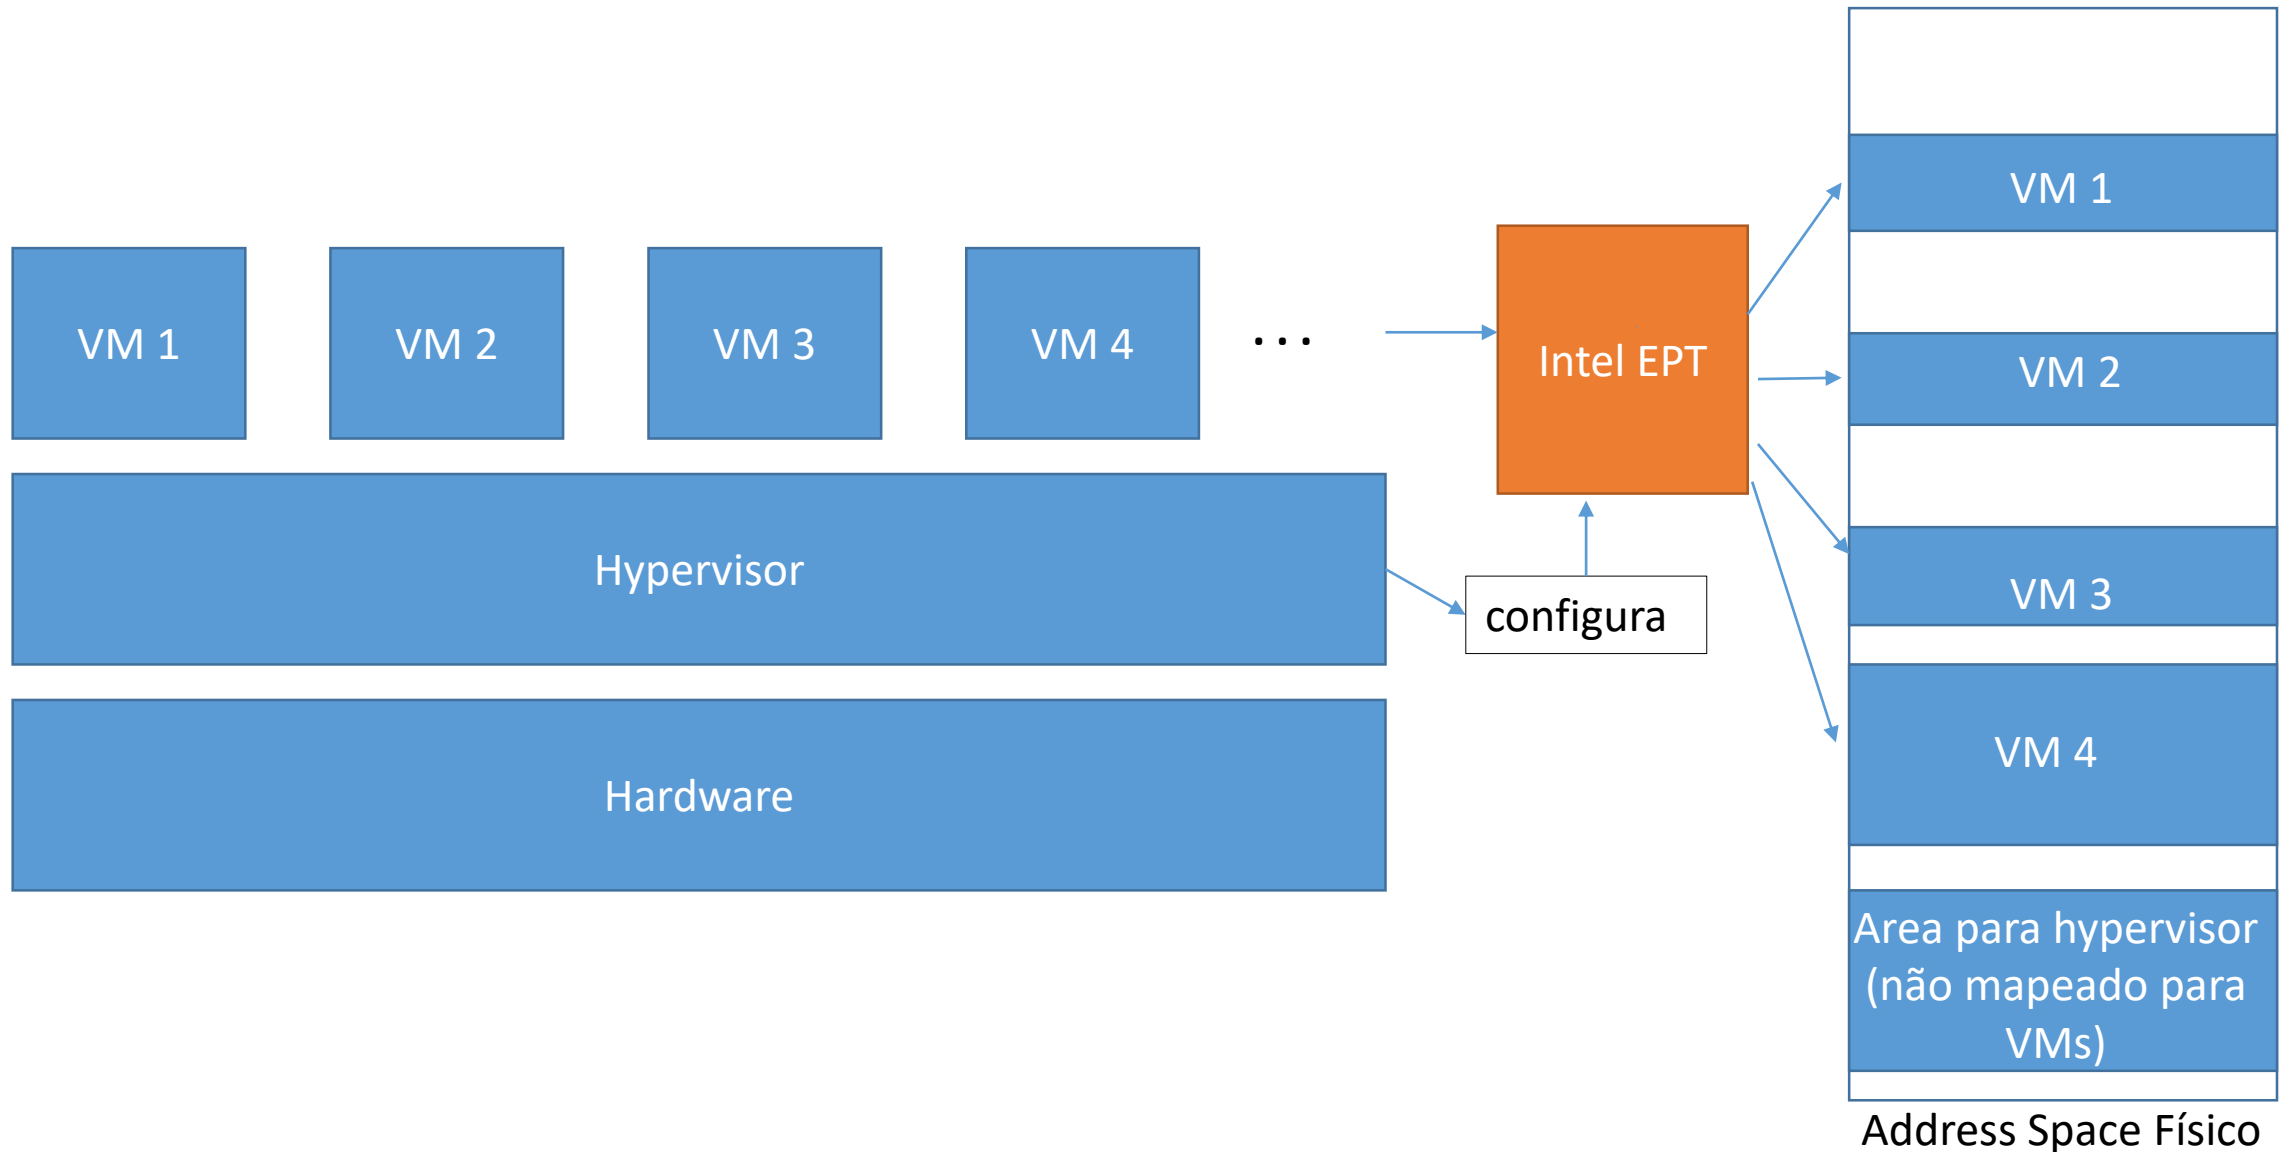 VM 1
VM 2
VM 3
VM 4
...
Hypervisor
Hardware
Intel EPT
configura
VM 1
VM 2
VM 3
VM 4
Area para hypervisor
(não mapeado para
VMs)
Address Space Físico